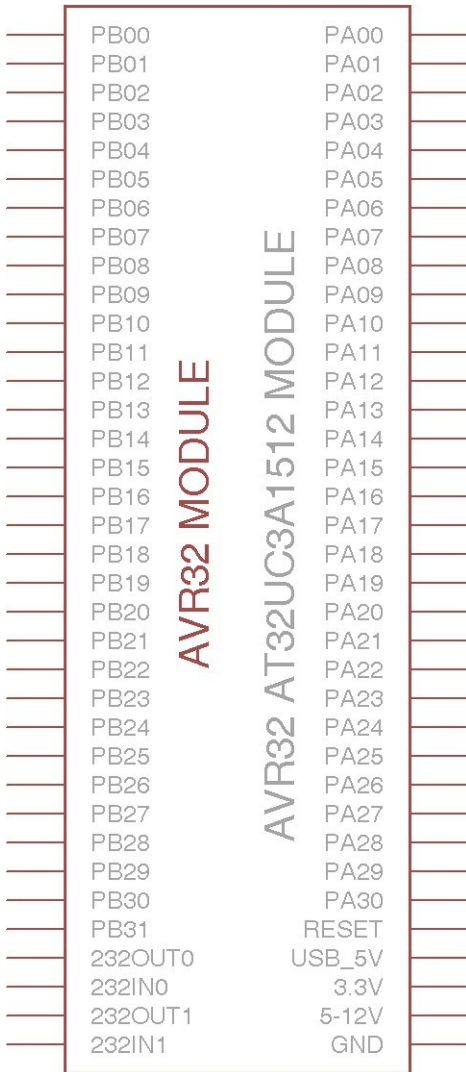 PB00 PA00
PB01 PA01
PB02 PA02
PB03 PA03
PB04 PA04
PB05 PA05
PB06 PA06
PB07 PA07
PB08 PA08
PB09 PA09
PB10 PA10
PB11 PA11
PB12 PA12
PB13 PA13
PB14 PA14
PB15 PA15
PB16 PA16
PB17 PA17
PB18 PA18
PB19 PA19
PB20 PA20
PB21 PA21
PB22 PA22
PB23 PA23
PB24 PA24
PB25 PA25
PB26 PA26
PB27 PA27
PB28 PA28
PB29 PA29
PB30 PA30
PB31 RESET
232OUT0 USB_5V
232IN0 3.3V
232OUT1 5-12V
232IN1 GND
AVR32 MODULE
AVR32 AT32UC3A1512 MODULE